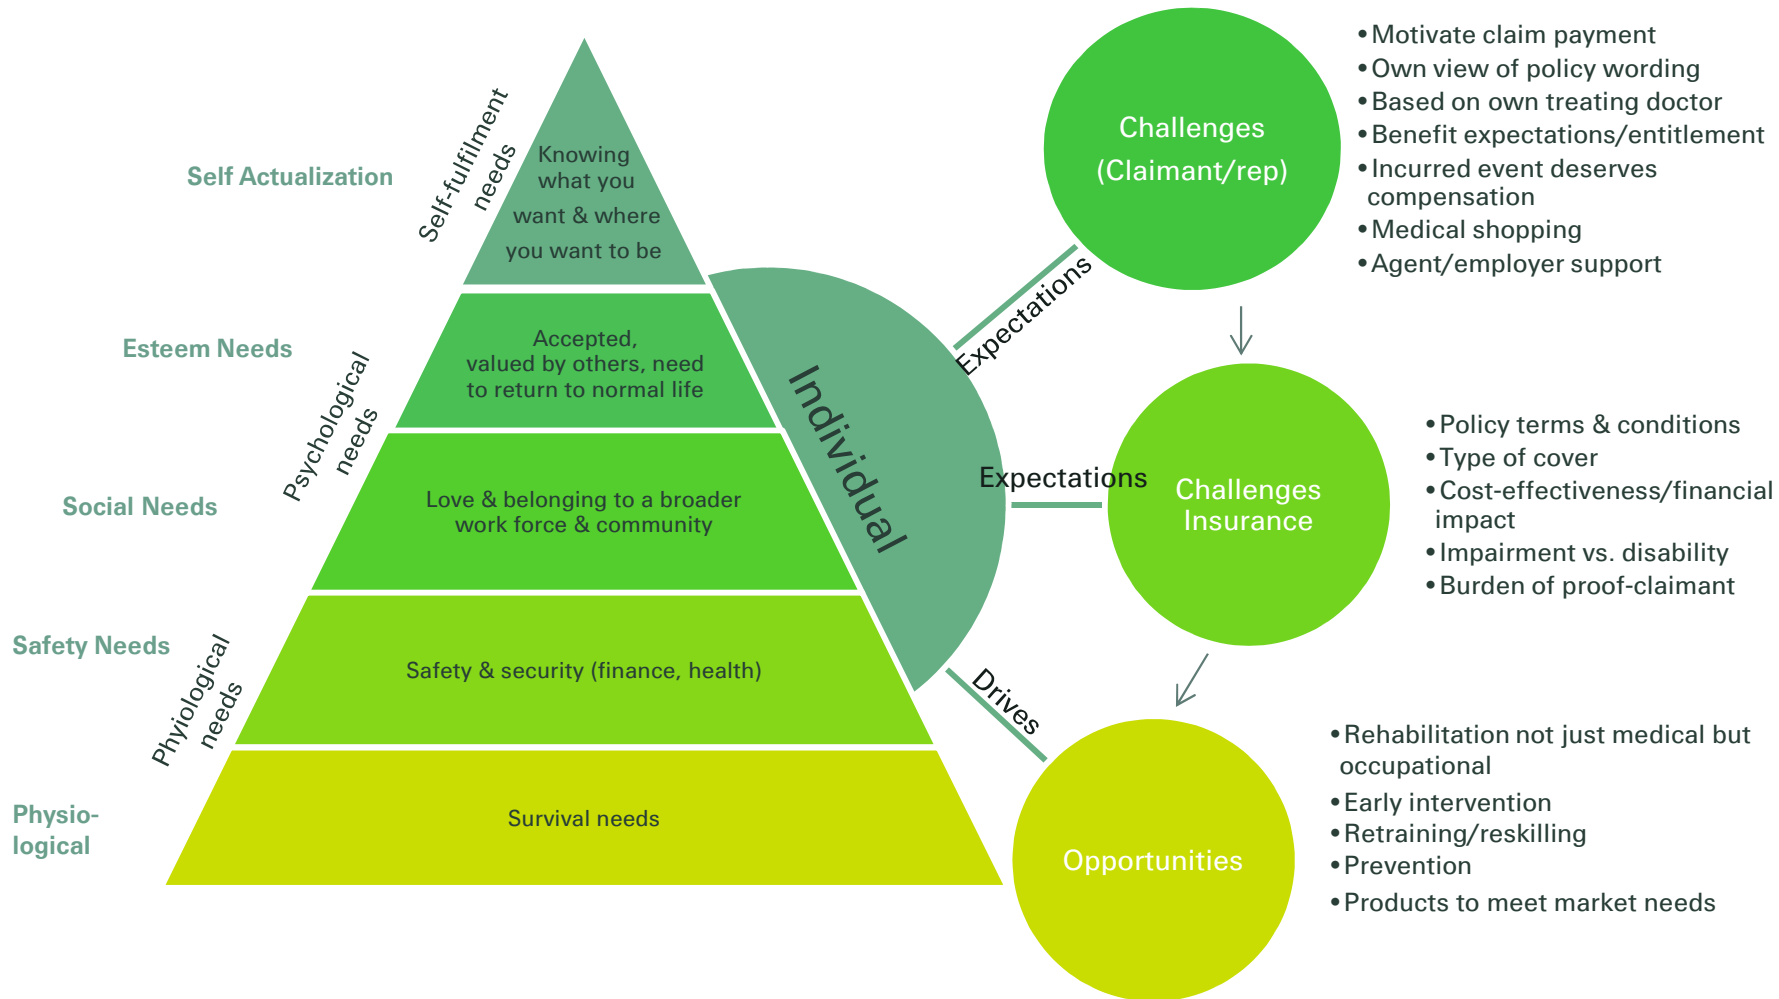 Self Actualization
Self-fulfilment
needs
Knowing
what you
want & where
you want to be
Esteem Needs
Psychological
needs
Accepted,
valued by others, need
to return to normal life
Social Needs
Love & belonging to a broader
work force & community
Safety Needs
Phyiological
needs
Safety & security (finance, health)
Physio-
logical
Survival needs
Individual
Expectations
Expectations
Drives
Challenges
(Claimant/rep)
•Motivate claim payment
•Own view of policy wording
•Based on own treating doctor
•Benefit expectations/entitlement
•Incurred event deserves
compensation
•Medical shopping
•Agent/employer support
Challenges
Insurance
•Policy terms & conditions
•Type of cover
•Cost-effectiveness/financial
impact
•Impairment vs. disability
•Burden of proof-claimant
Opportunities
•Rehabilitation not just medical but
occupational
•Early intervention
•Retraining/reskilling
•Prevention
•Products to meet market needs